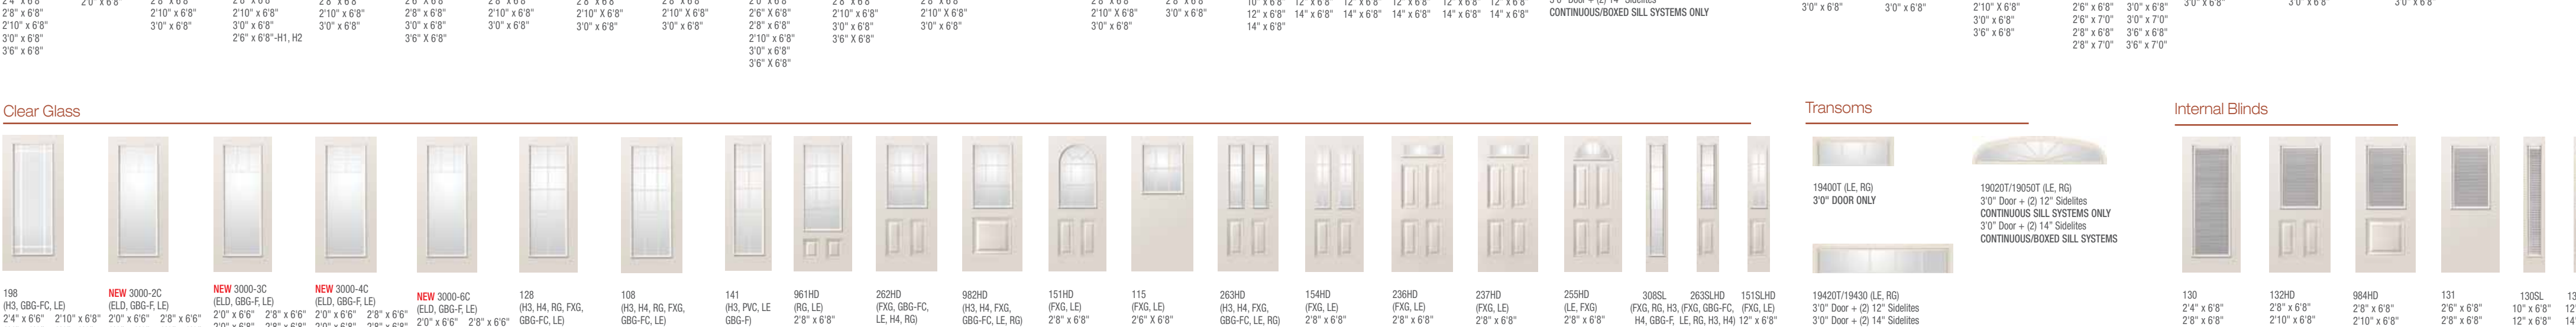 2'8" x 6'8"
2'10" x 6'8"
3'0" x 6'8"
3'6" x 6'8"
2'10" x 6'8"
3'0" x 6'8"
2'10" x 6'8"
3'0" x 6'8"
2'6" x 6'8"-H1, H2
2'10" x 6'8"
3'0" x 6'8"
2'8" x 6'8"
3'0" x 6'8"
3'6" X 6'8"
2'10" x 6'8"
3'0" x 6'8"
2'10" x 6'8"
3'0" x 6'8"
2'10" x 6'8"
3'0" x 6'8"
2'6" x 6'8"
2'8" x 6'8"
2'10" x 6'8"
3'0" x 6'8"
3'6" X 6'8"
2'10" x 6'8"
3'0" x 6'8"
3'6" X 6'8"
2'10" X 6'8"
3'0" x 6'8"
2'10" X 6'8"
3'0" x 6'8"
3'0" x 6'8"
12" x 6'8"
14" x 6'8"
14" x 6'8"
14" x 6'8"
14" x 6'8"
14" x 6'8"
14" x 6'8"
CONTINUOUS/BOXED SILL SYSTEMS ONLY
3'0" x 6'8"
3'0" x 6'8"
2'10" X 6'8"
3'0" x 6'8"
3'6" x 6'8"
2'6" x 6'8"
2'6" x 7'0"
2'8" x 6'8"
2'8" x 7'0"
3'0" x 6'8"
3'0" x 7'0"
3'6" x 6'8"
3'6" x 7'0"
Clear Glass
198
(H3, GBG-FC, LE)
2'4" x 6'6" 2'10" x 6'8"
NEW 3000-2C
(ELD, GBG-F, LE)
2'0" x 6'6" 2'8" x 6'6"
NEW 3000-3C
(ELD, GBG-F, LE)
2'0" x 6'6" 2'8" x 6'6"
NEW 3000-4C
(ELD, GBG-F, LE)
2'0" x 6'6" 2'8" x 6'6"
NEW 3000-6C
(ELD, GBG-F, LE)
2'0" x 6'6" 2'8" x 6'6"
128
(H3, H4, RG, FXG,
GBG-FC, LE)
108
(H3, H4, RG, FXG,
GBG-FC, LE)
141
(H3, PVC, LE
GBG-F)
961HD
(RG, LE)
2'8" x 6'8"
262HD
(FXG, GBG-FC,
LE, H4, RG)
982HD
(RG, H3, H4, FXG,
GBG-FC, LE, RG)
151HD
(FXG, LE)
2'8" x 6'8"
115
(FXG, LE)
2'6" X 6'8"
263HD
(H3, H4, FXG,
GBG-FC, LE, RG)
154HD
(FXG, LE)
2'8" x 6'8"
236HD
(FXG, LE)
2'8" x 6'8"
237HD
(FXG, LE)
2'8" x 6'8"
255HD
(LE, FXG)
2'8" x 6'8"
308SL
(FXG, RG, H3,
H4, GBG-F,
263SLHD
(FXG, GBG-FC,
LE, RG, H3, H4)
151SLHD
(FXG, LE)
12" x 6'8"
Transoms
19400T (LE, RG)
3'0" DOOR ONLY
19420T/19430 (LE, RG)
3'0" Door + (2) 12" Sidelites
3'0" Door + (2) 14" Sidelites
19020T/19050T (LE, RG)
3'0" Door + (2) 12" Sidelites
CONTINUOUS SILL SYSTEMS ONLY
3'0" Door + (2) 14" Sidelites
CONTINUOUS/BOXED SILL SYSTEMS
Internal Blinds
130
2'4" x 6'8"
2'8" x 6'8"
132HD
2'8" x 6'8"
2'10" x 6'8"
984HD
2'8" x 6'8"
2'10" x 6'8"
131
2'6" x 6'8"
2'8" x 6'8"
130SL
10" x 6'8"
12" x 6'8"